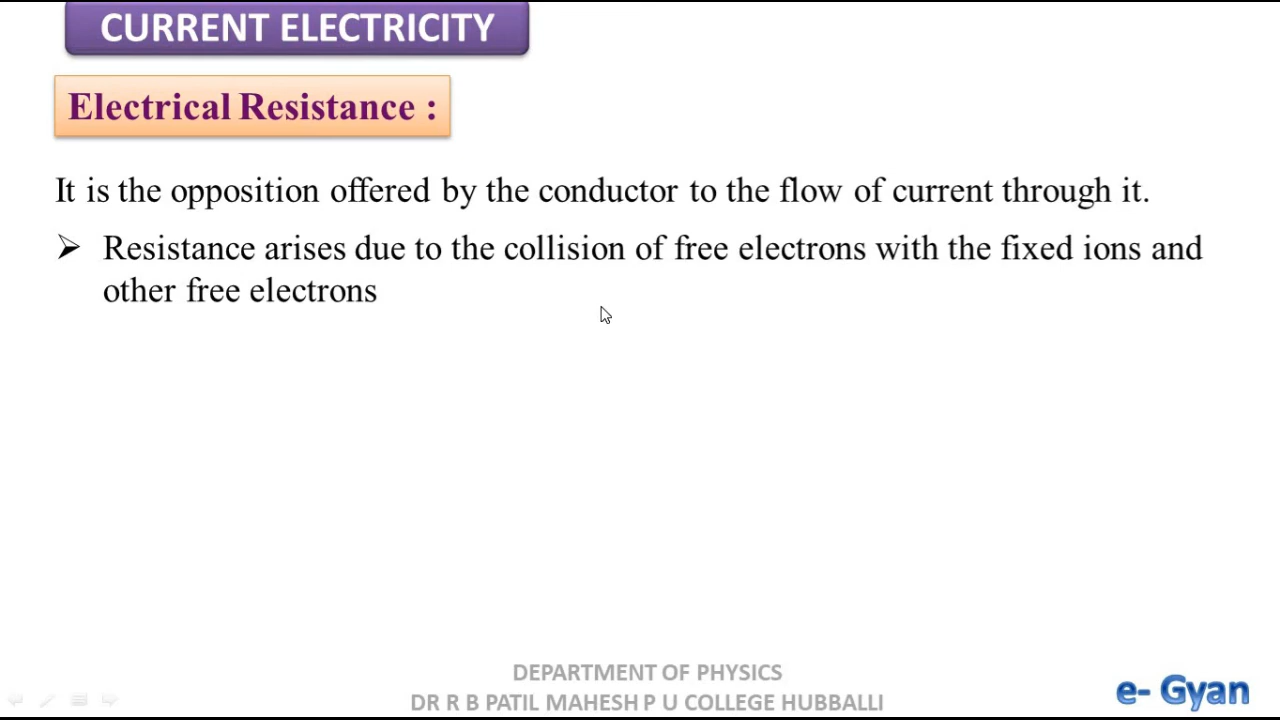 CURRENT ELECTRICITY
Electrical Resistance :
It is the opposition offered by the conductor to the flow of current through it.
Resistance arises due to the collision of free electrons with the fixed ions and
other free electrons
DEPARTMENT OF PHYSICS
DR R B PATIL MAHESH P U COLLEGE HUBBALLI
e- Gyan